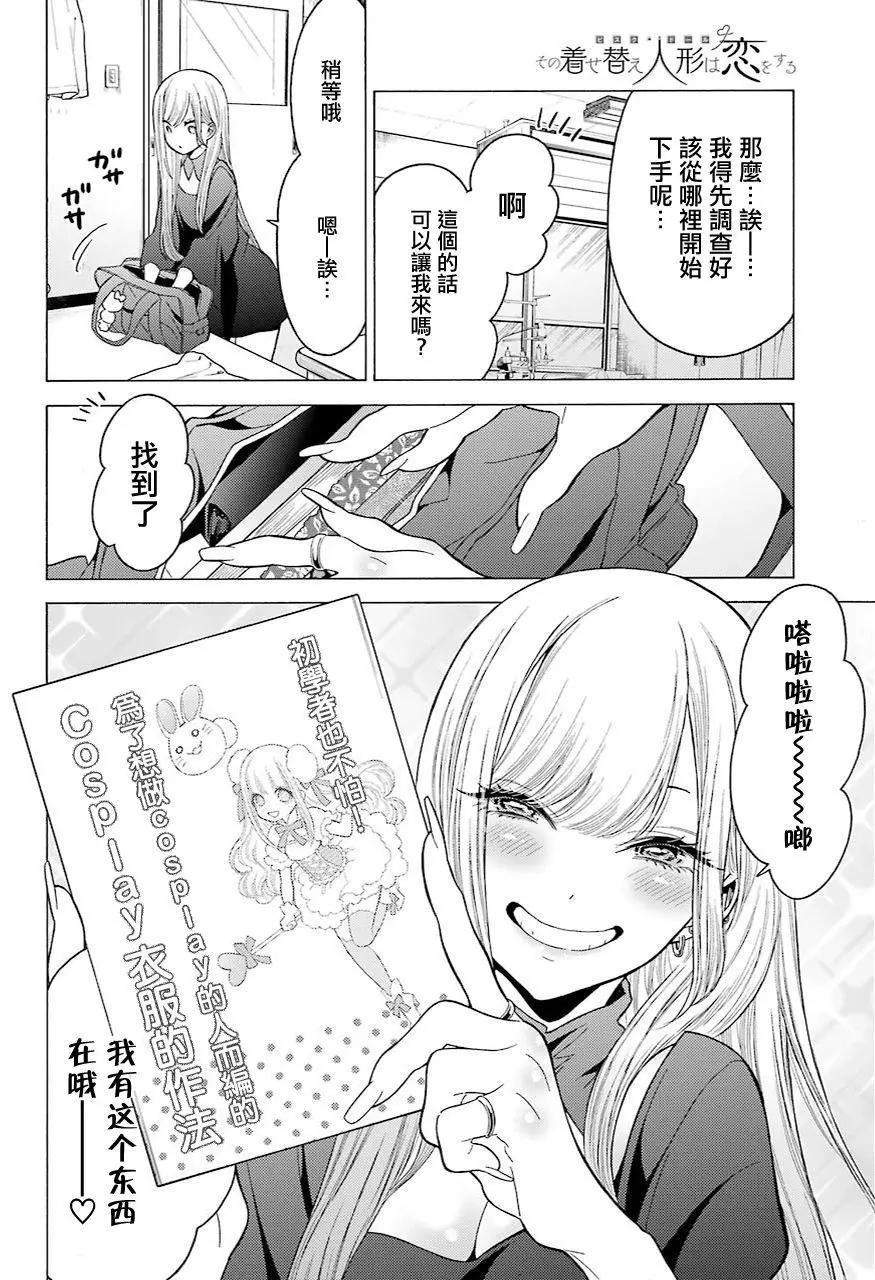 ビスク・ドール
その着せ替え人形は恋をする
那麼…誒——…
我得先調查好
該從哪裡開始
下手呢…
啊
這個的話
可以讓我來嗎？
稍等哦
嗯—誒…
ガサ
ガサ
找到了
嗒啦啦啦~~~~啷
初學者也不怕！
為了想做cosplay的人而編的
Cosplay衣服的作法
我有这个东西
在哦——♡